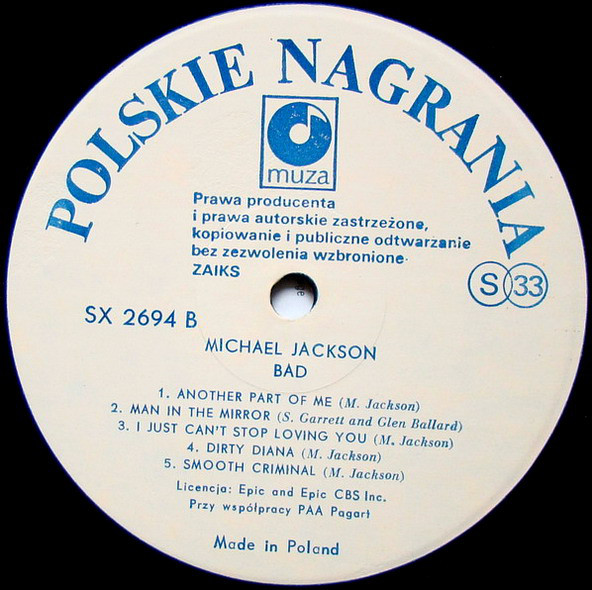 POLSKIE NAGRANIA
muza
Prawa producenta
i prawa autorskie zastrzeżone,
kopiowanie i publiczne odtwarzanie
bez zezwolenia wzbronione.
ZAIKS
S 33
SX 2694 B
MICHAEL JACKSON
BAD
1. ANOTHER PART OF ME (M. Jackson)
2. MAN IN THE MIRROR (S. Garrett and Glen Ballard)
3. I JUST CAN'T STOP LOVING YOU (M. Jackson)
4. DIRTY DIANA (M. Jackson)
5. SMOOTH CRIMINAL (M. Jackson)
Licencja: Epic and Epic CBS Inc.
Przy współpracy PAA Pagart
Made in Poland